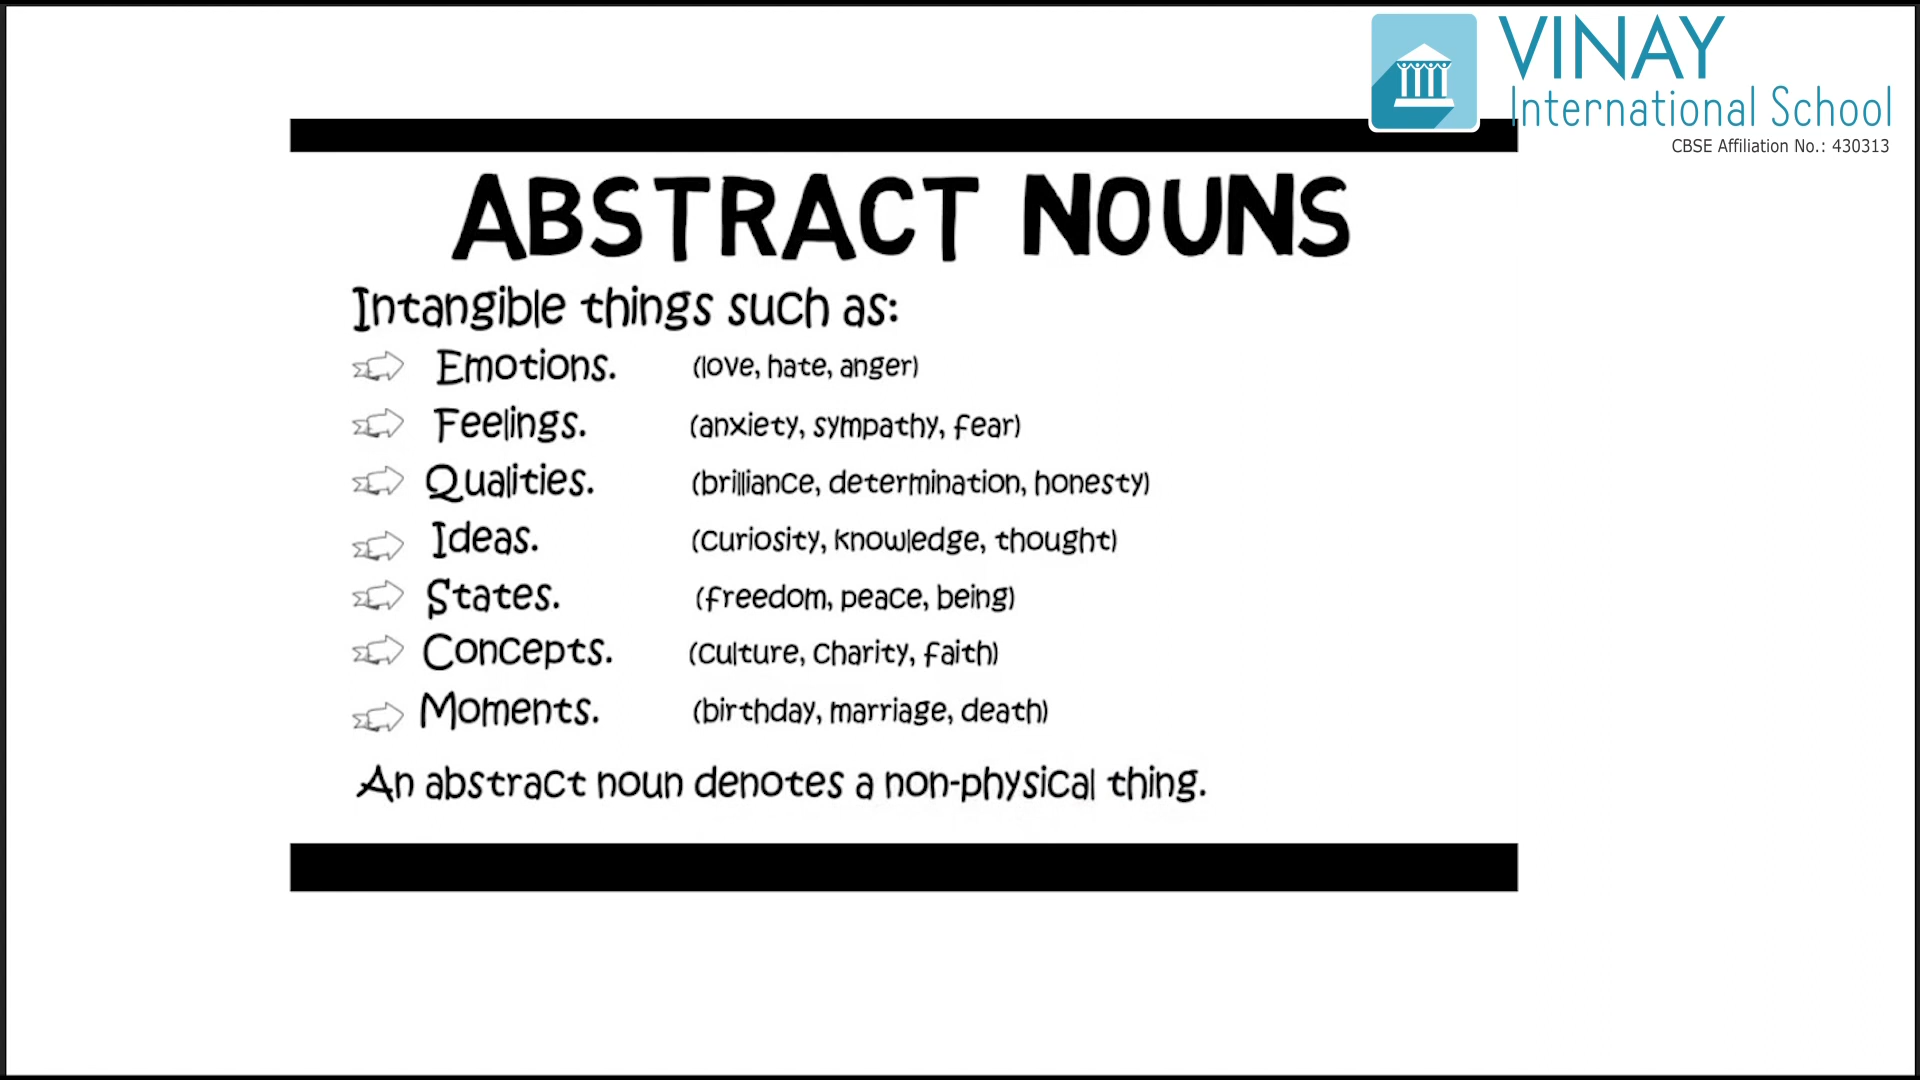 VINAY
International School
CBSE Affiliation No.: 430313
ABSTRACT NOUNS
Intangible things such as:
Emotions. (love, hate, anger)
Feelings. (anxiety, sympathy, fear)
Qualities. (brilliance, determination, honesty)
Ideas. (curiosity, knowledge, thought)
States. (freedom, peace, being)
Concepts. (culture, charity, faith)
Moments. (birthday, marriage, death)
An abstract noun denotes a non-physical thing.